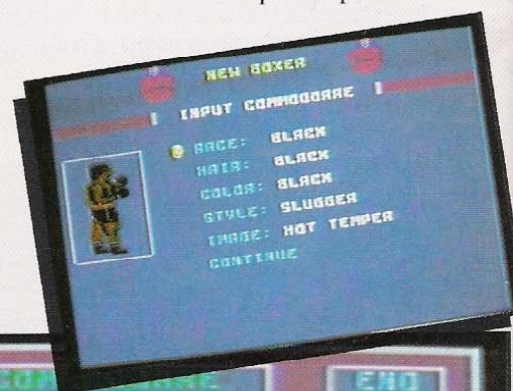 NEW BOXER
INPUT COMMODORRE
RACE: BLACK
HAIR: BLACK
COLOR: BLACK
STYLE: SLUGGER
IMAGE: HOT TEMPER
CONTINUE
END